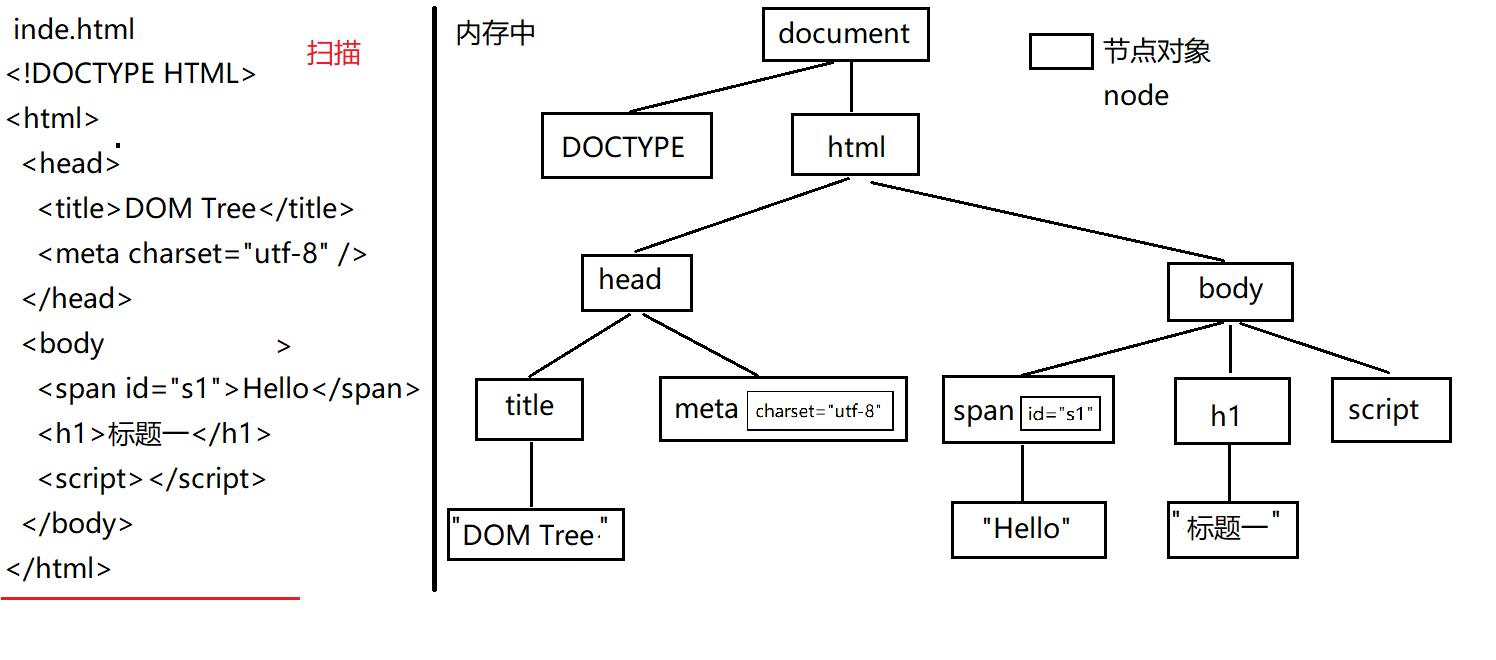 inde.html
扫描
<!DOCTYPE HTML>
<html>
<head>
<title>DOM Tree</title>
<meta charset="utf-8" />
</head>
<body >
<span id="s1">Hello</span>
<h1>标题一</h1>
<script></script>
</body>
</html>
内存中
document
节点对象
node
DOCTYPE
html
head
body
title
meta charset="utf-8"
span id="s1"
h1
script
"DOM Tree"
"Hello"
"标题一"